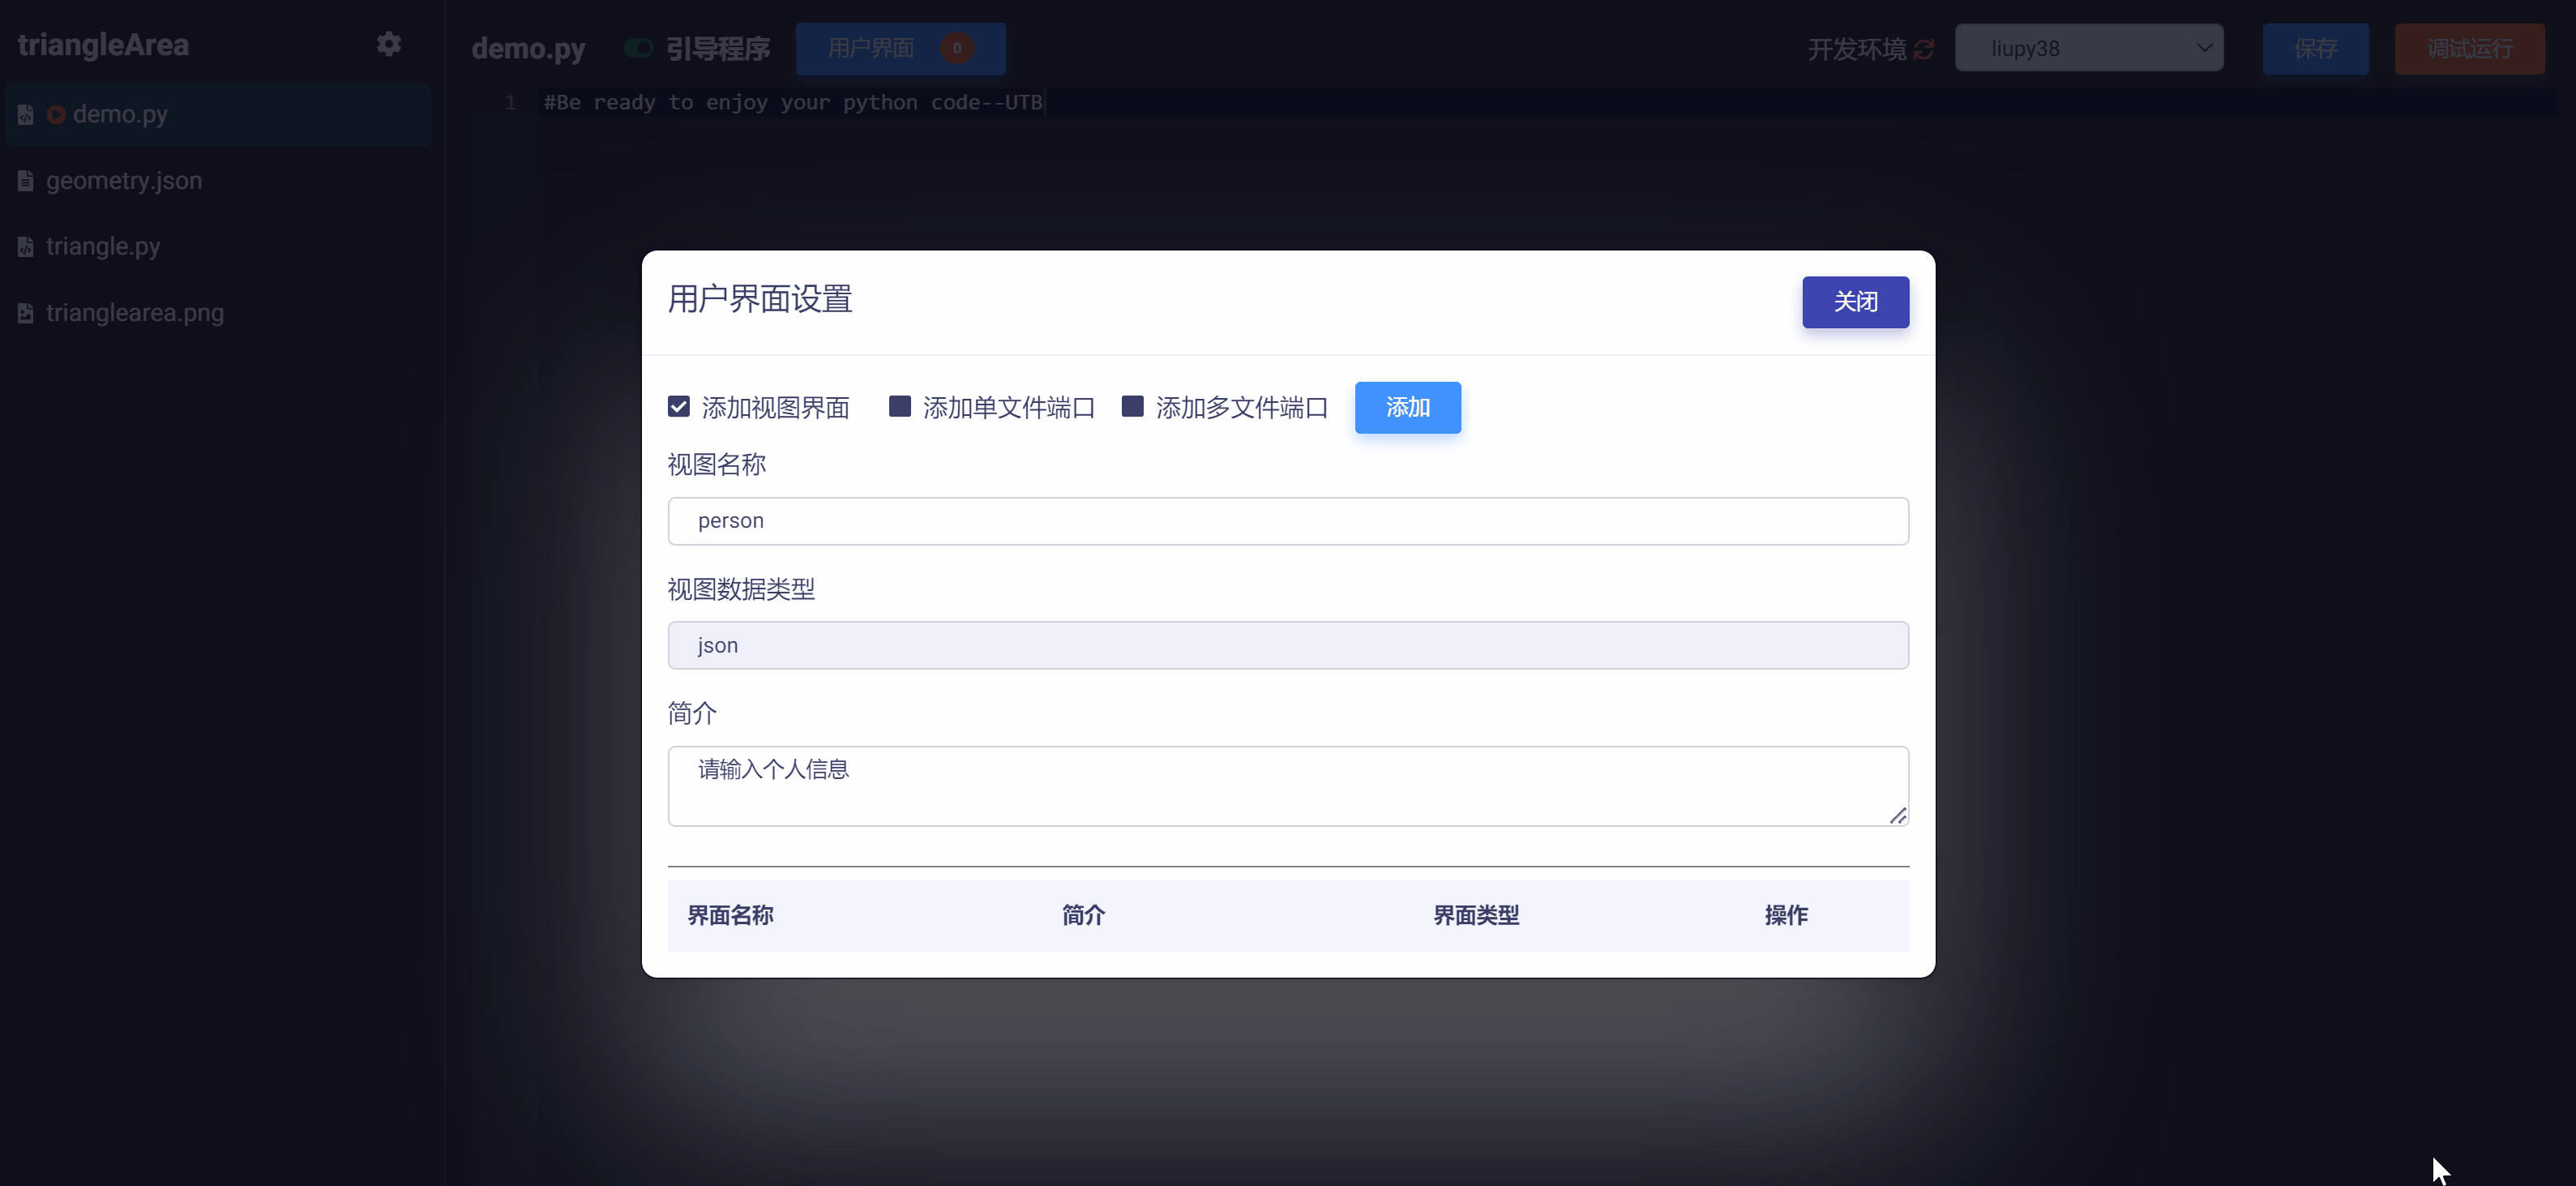 triangleArea
demo.py
geometry.json
triangle.py
trianglearea.png
demo.py 引导程序 用户界面 0 开发环境 liupy38 保存 调试运行
1 #Be ready to enjoy your python code--UTB
用户界面设置 关闭
添加视图界面 添加单文件端口 添加多文件端口 添加
视图名称
person
视图数据类型
json
简介
请输入个人信息
界面名称 简介 界面类型 操作